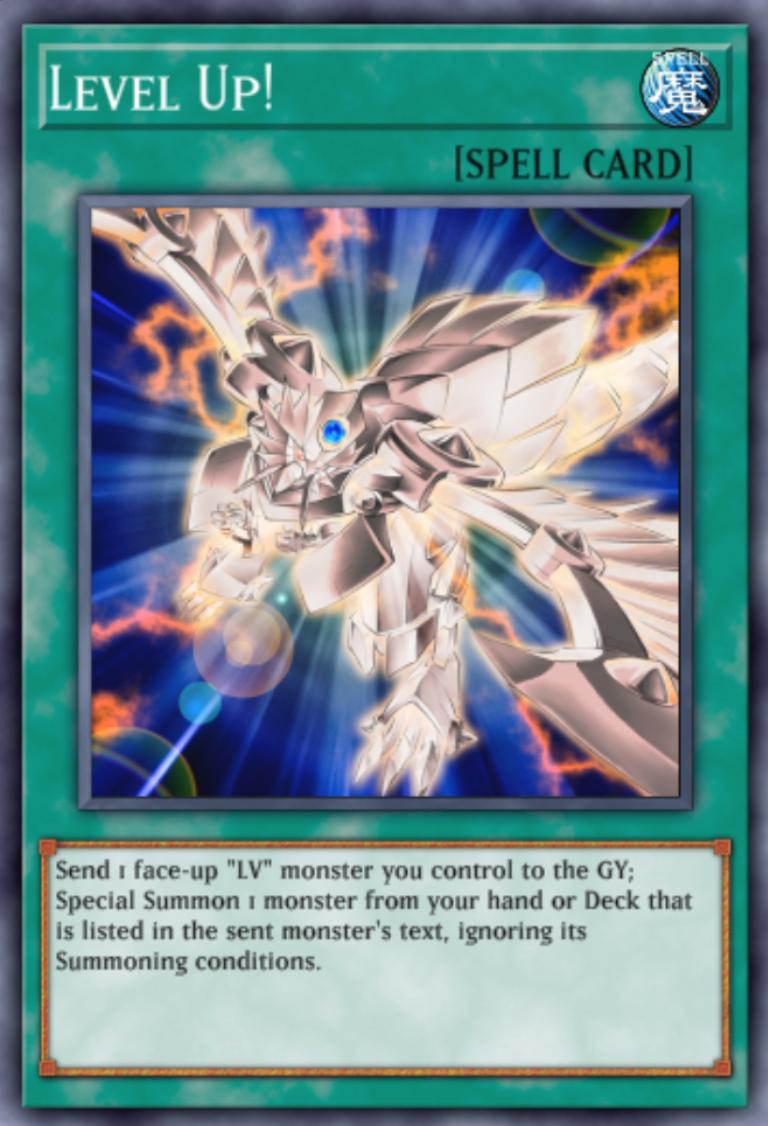 Level Up!
SPELL
魔
[SPELL CARD]
Send 1 face-up "LV" monster you control to the GY;
Special Summon 1 monster from your hand or Deck that
is listed in the sent monster's text, ignoring its
Summoning conditions.